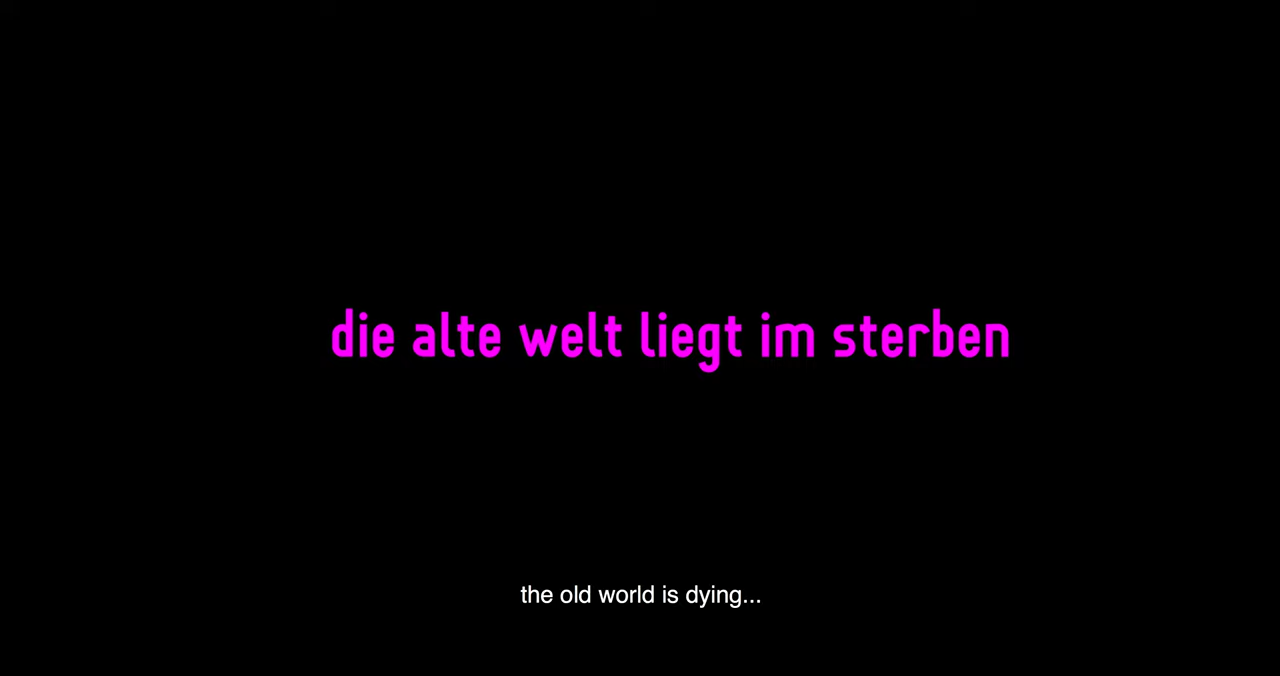 die alte welt liegt im sterben
the old world is dying...